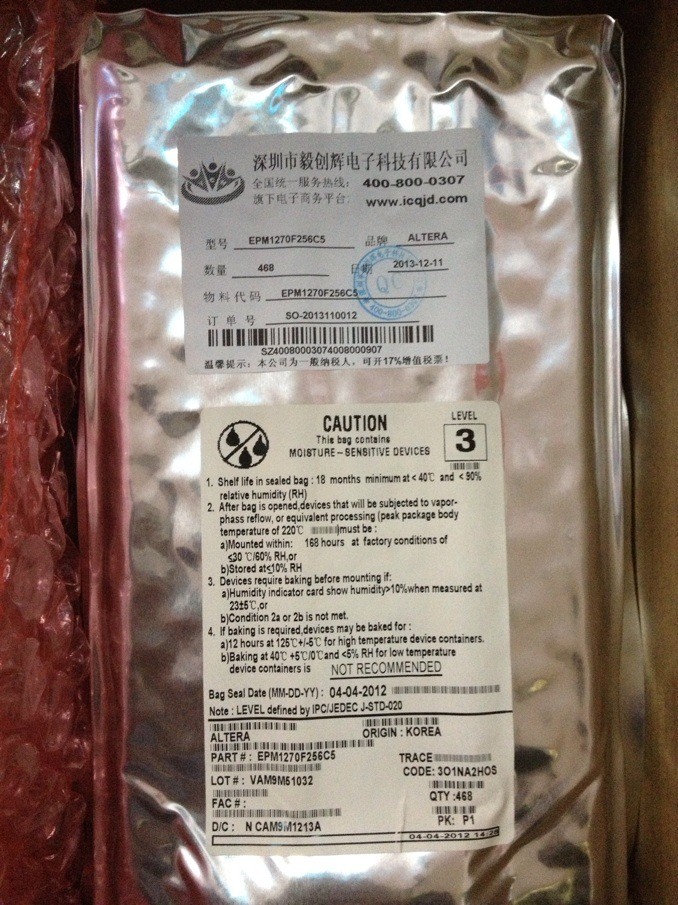 深圳市毅创辉电子科技有限公司
全国统一服务热线： 400-800-0307
旗下电子商务平台: www.icqjd.com
型号 EPM1270F256C5 品牌 ALTERA
数量 468 日期 2013-12-11
物料代码 EPM1270F256C5
订单号 SO-2013110012
QC
SZ40080003074008000907
温馨提示：本公司为一般纳税人，可开17%增值税票！
CAUTION
This bag contains
MOISTURE-SENSITIVE DEVICES
LEVEL
3
1. Shelf life in sealed bag : 18 months minimum at < 40℃ and < 90%
relative humidity (RH)
2. After bag is opened,devices that will be subjected to vapor-
phase reflow, or equivalent processing (peak package body
temperature of 220℃ )must be :
a)Mounted within: 168 hours at factory conditions of
≤30 ℃/60% RH,or
b)Stored at≤10% RH
3. Devices require baking before mounting if:
a)Humidity indicator card show humidity>10%when measured at
23±5℃,or
b)Condition 2a or 2b is not met.
4. If baking is required,devices may be baked for :
a)12 hours at 125℃+/-5℃ for high temperature device containers.
b)Baking at 40℃ +5℃/0℃and <5% RH for low temperature
device containers is NOT RECOMMENDED
Bag Seal Date (MM-DD-YY) : 04-04-2012
Note : LEVEL defined by IPC/JEDEC J-STD-020
ALTERA ORIGIN : KOREA
PART # : EPM1270F256C5 TRACE
CODE: 3O1NA2HOS
LOT # : VAM9M51032
QTY :468
FAC # :
PK: P1
D/C : N CAM9M1213A
04-04-2012 14:25